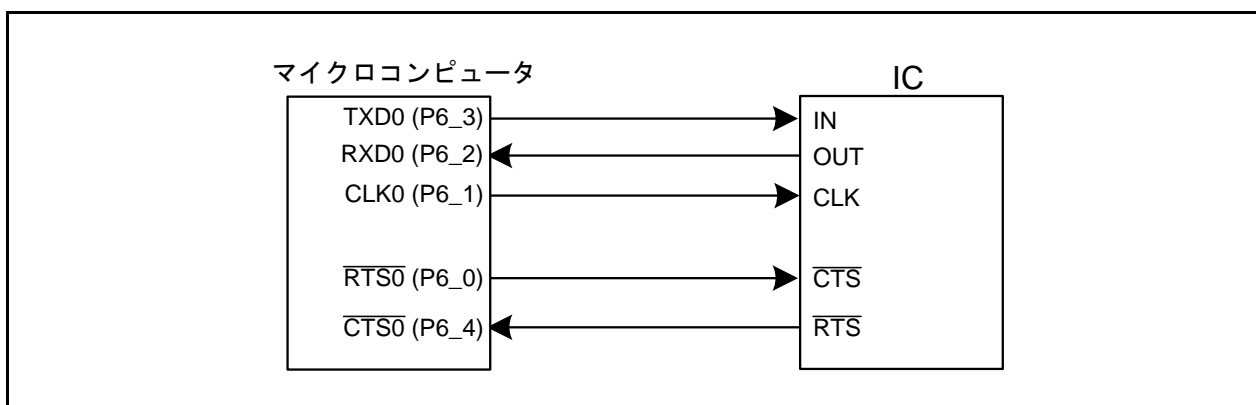 マイクロコンピュータ
IC
TXD0 (P6_3)
IN
RXD0 (P6_2)
OUT
CLK0 (P6_1)
CLK
RTS0 (P6_0)
CTS
CTS0 (P6_4)
RTS